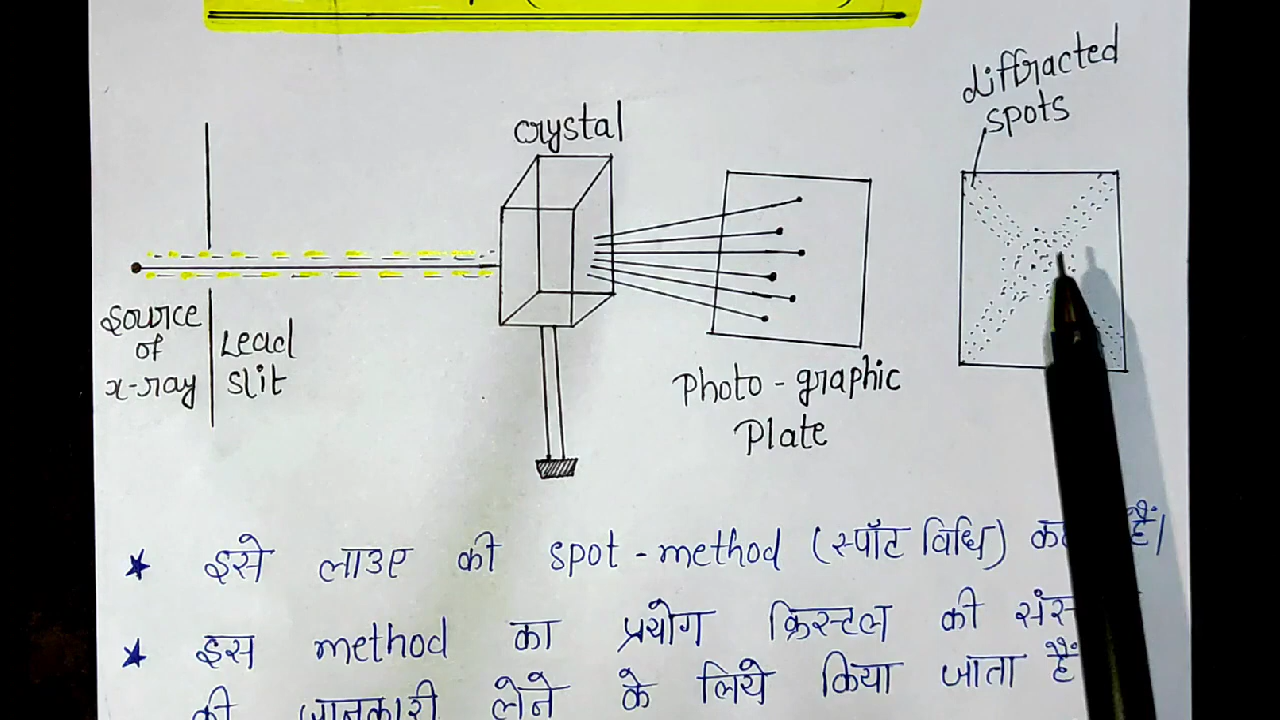 diffracted
spots
crystal
source
of
x-ray
Lead
slit
Photo-graphic
Plate
★ इसे लाउए की spot-method (स्पॉट विधि)
★ इस method का प्रयोग क्रिस्टल की
की जानकारी लेने के लिये किया जाता हैं